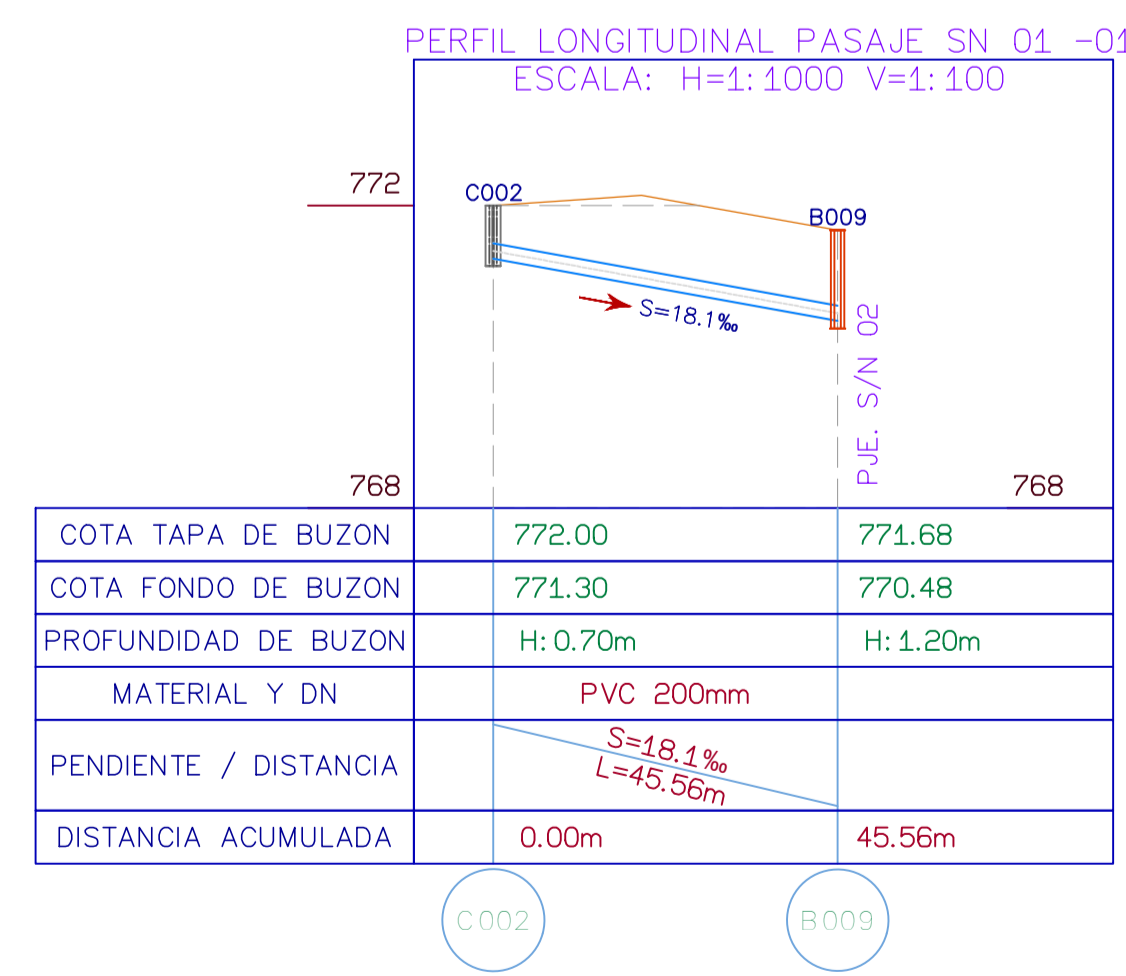 PERFIL LONGITUDINAL PASAJE SN 01 -01
ESCALA: H=1:1000 V=1:100
772
C002
B009
S=18.1‰
PJE. S/N 02
768
768
COTA TAPA DE BUZON 772.00 771.68
COTA FONDO DE BUZON 771.30 770.48
PROFUNDIDAD DE BUZON H:0.70m H:1.20m
MATERIAL Y DN PVC 200mm
PENDIENTE / DISTANCIA S=18.1‰
L=45.56m
DISTANCIA ACUMULADA 0.00m 45.56m
C002 B009